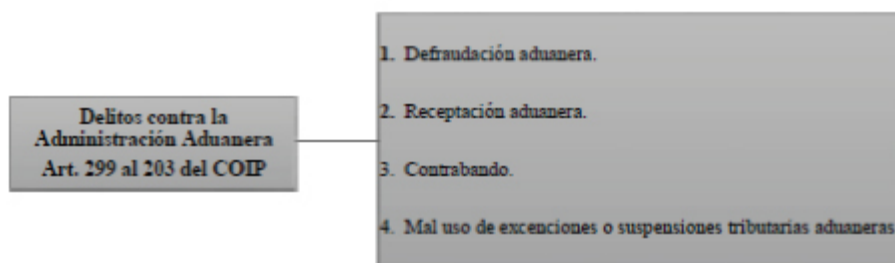 Delitos contra la
Administración Aduanera
Art. 299 al 203 del COIP
1. Defraudación aduanera.
2. Receptación aduanera.
3. Contrabando.
4. Mal uso de excenciones o suspensiones tributarias aduaneras